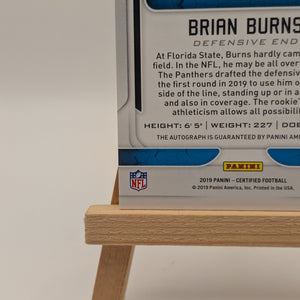 BRIAN BURNS
DEFENSIVE END
At Florida State, Burns hardly cam
field. In the NFL, he may be all over
The Panthers drafted the defensive
the first round in 2019 to use him o
side of the line, standing up or in a
and also in coverage. The rookie
athleticism allows all possibili
HEIGHT: 6' 5" | WEIGHT: 227 | DOB
THE AUTOGRAPH IS GUARANTEED BY PANINI AM
PANINI
NFL
2019 PANINI - CERTIFIED FOOTBALL
© 2019 Panini America, Inc. Printed in the USA.